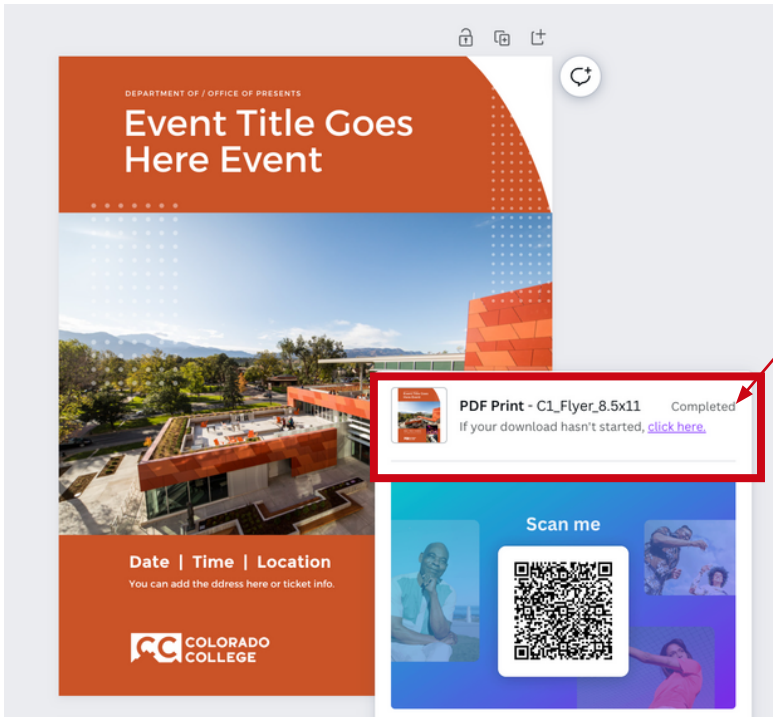 DEPARTMENT OF / OFFICE OF PRESENTS
Event Title Goes
Here Event
PDF Print - C1_Flyer_8.5x11 Completed
If your download hasn't started, click here.
Scan me
Date | Time | Location
You can add the ddress here or ticket info.
CC COLORADO
COLLEGE